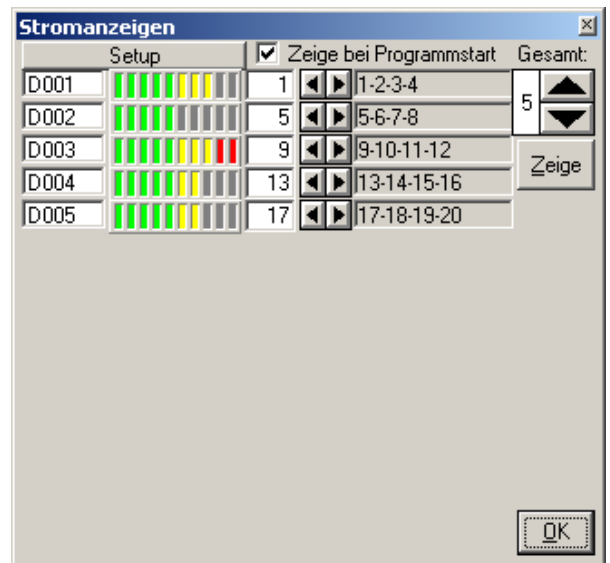 Stromanzeigen
Setup Zeige bei Programmstart Gesamt:
D001 1 1-2-3-4
D002 5 5-6-7-8 5
D003 9 9-10-11-12 Zeige
D004 13 13-14-15-16
D005 17 17-18-19-20
OK